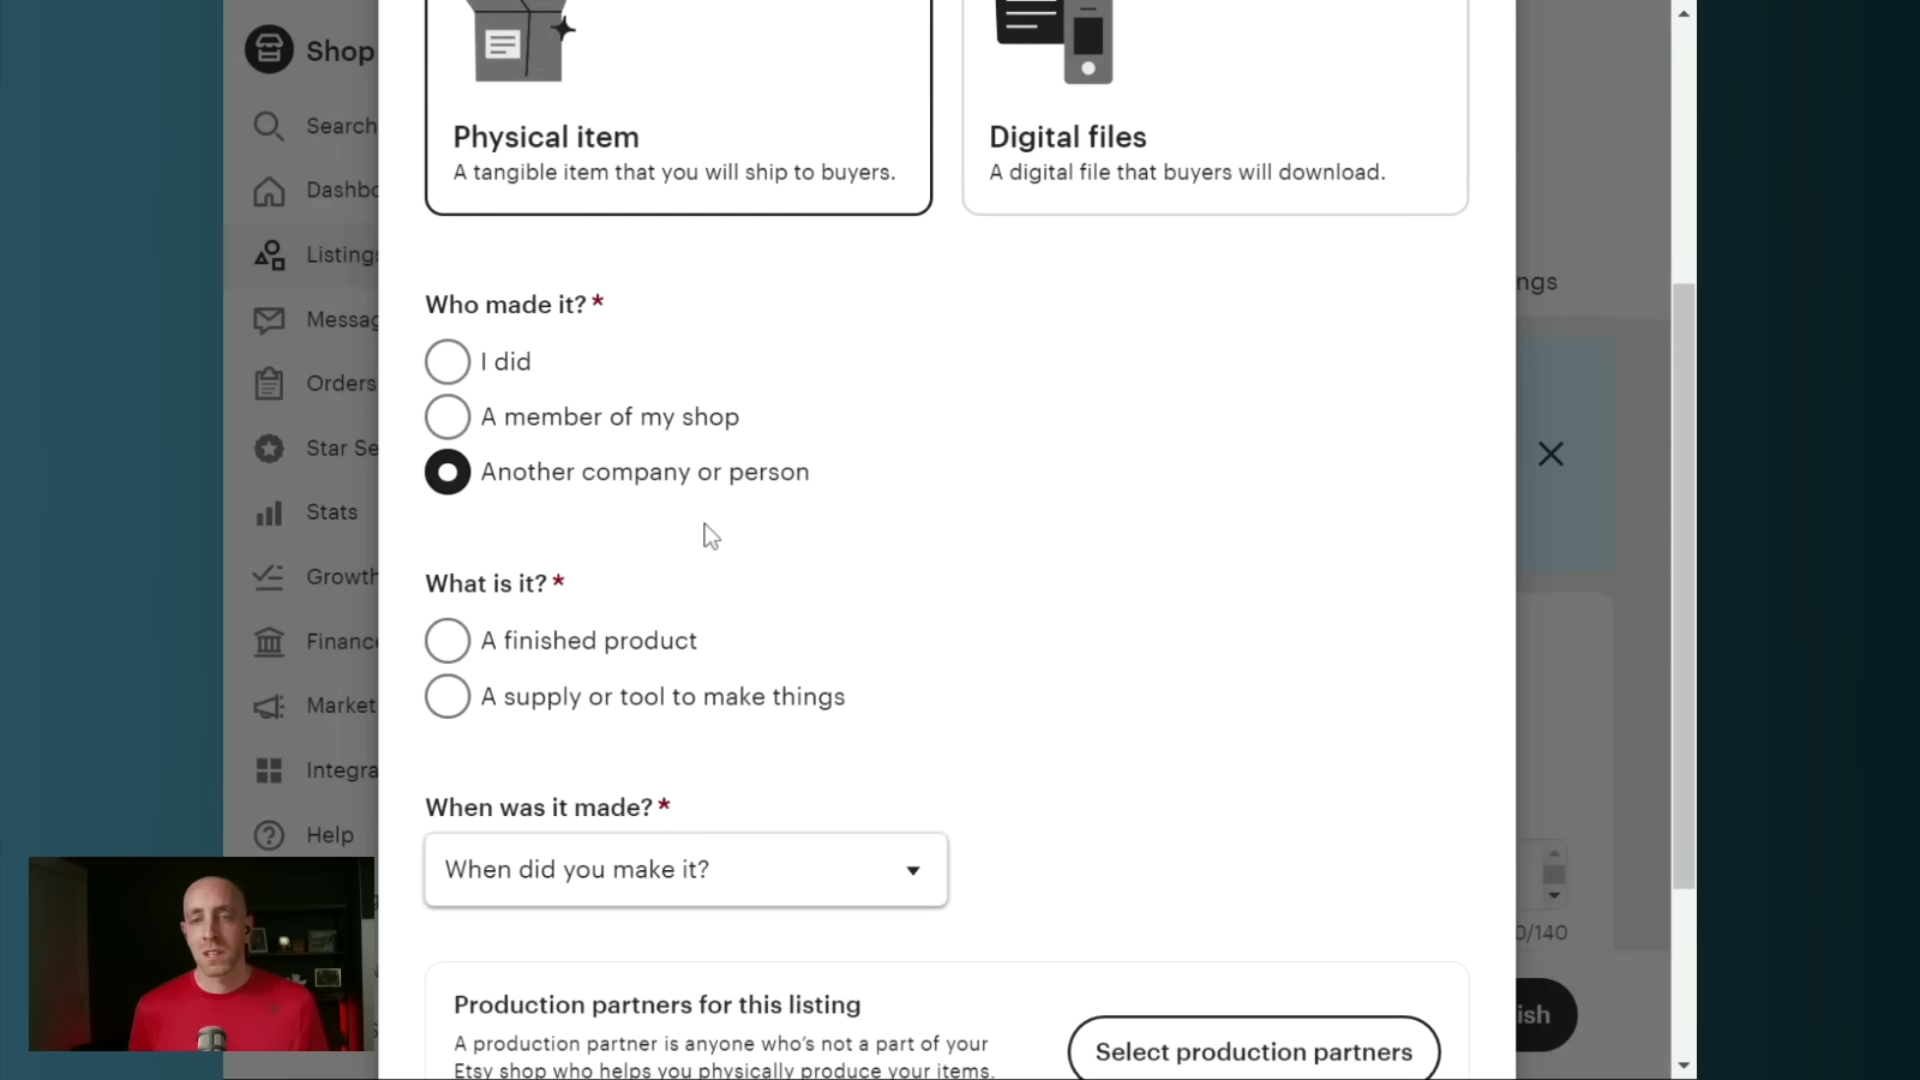 Shop
Search
Dashbo
Listings
Messag
Orders
Star Se
Stats
Growth
Finance
Market
Integra
Help
Physical item
A tangible item that you will ship to buyers.
Digital files
A digital file that buyers will download.
Who made it? *
I did
A member of my shop
Another company or person
What is it? *
A finished product
A supply or tool to make things
When was it made? *
When did you make it?
Production partners for this listing
A production partner is anyone who's not a part of your
Etsy shop who helps you physically produce your items.
Select production partners
ngs
0/140
ish